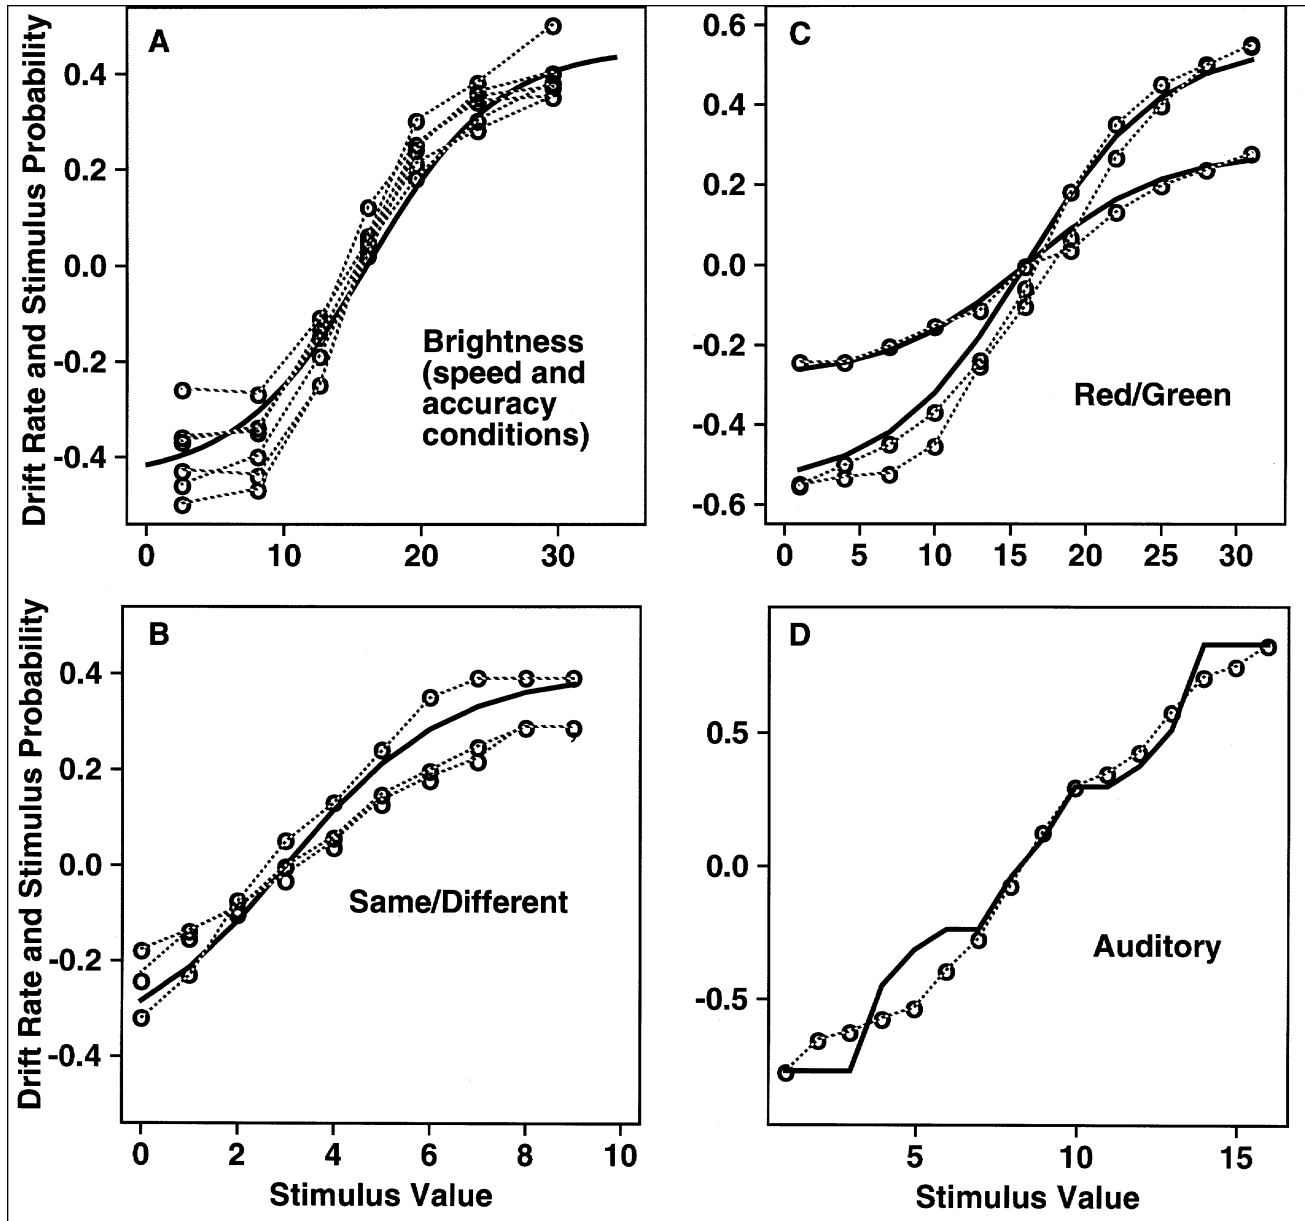 Drift Rate and Stimulus Probability
A
0.4
0.2
0.0
-0.2
-0.4
Brightness
(speed and
accuracy
conditions)
0 10 20 30
C
0.6
0.4
0.2
0.0
-0.2
-0.4
-0.6
Red/Green
0 5 10 15 20 25 30
Drift Rate and Stimulus Probability
B
0.4
0.2
0.0
-0.2
-0.4
Same/Different
0 2 4 6 8 10
Stimulus Value
D
0.5
0.0
-0.5
Auditory
5 10 15
Stimulus Value